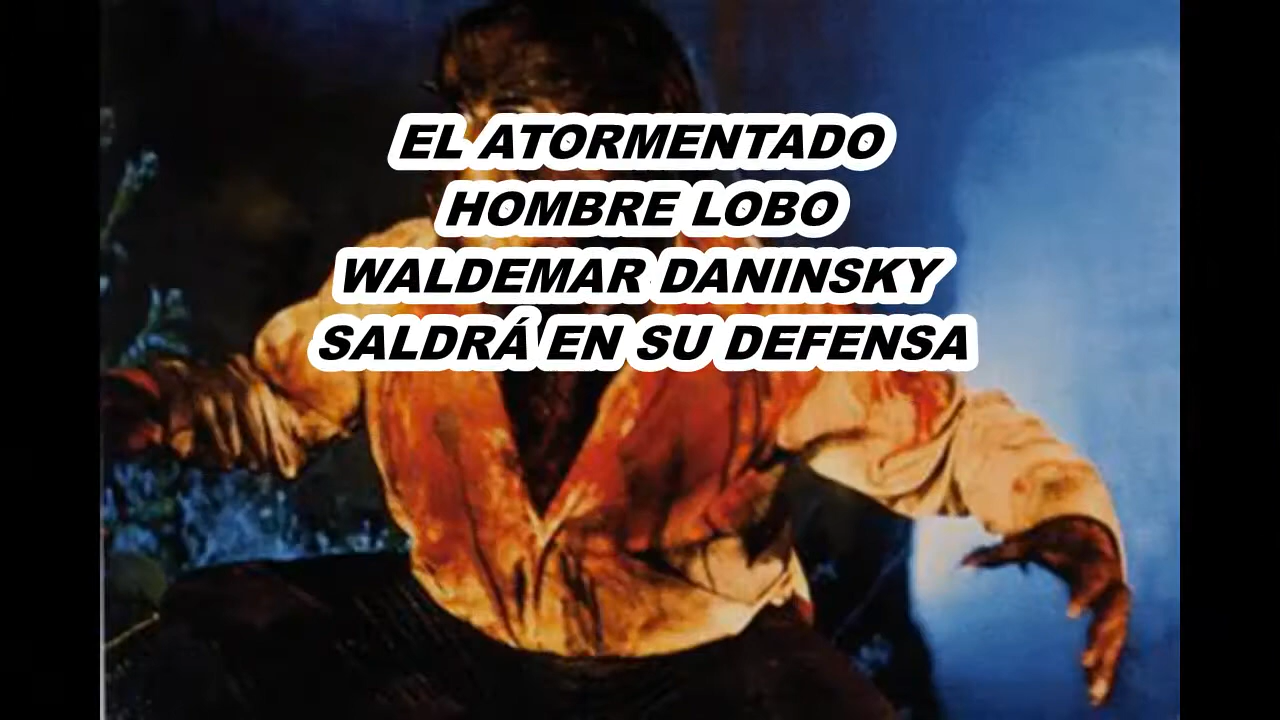 EL ATORMENTADO
HOMBRE LOBO
WALDEMAR DANINSKY
SALDRÁ EN SU DEFENSA